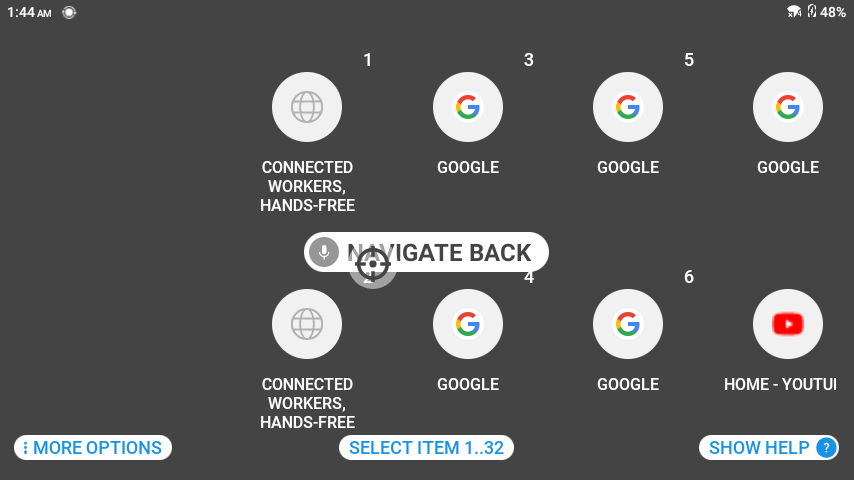 1:44 AM
48%
1
3
5
CONNECTED
WORKERS,
HANDS-FREE
GOOGLE
GOOGLE
GOOGLE
NAVIGATE BACK
2
4
6
CONNECTED
WORKERS,
HANDS-FREE
GOOGLE
GOOGLE
HOME - YOUTU
MORE OPTIONS
SELECT ITEM 1..32
SHOW HELP ?